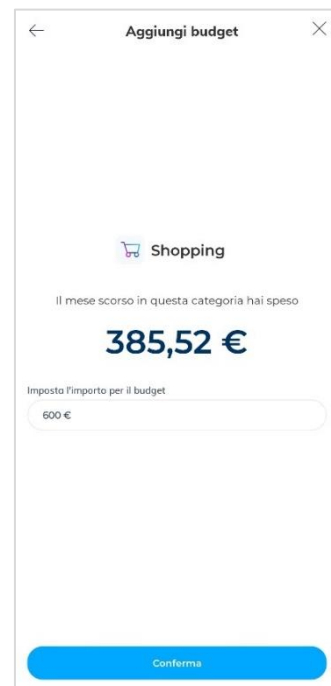 Aggiungi budget
Shopping
Il mese scorso in questa categoria hai speso
385,52 €
Imposta l'importo per il budget
600 €
Conferma